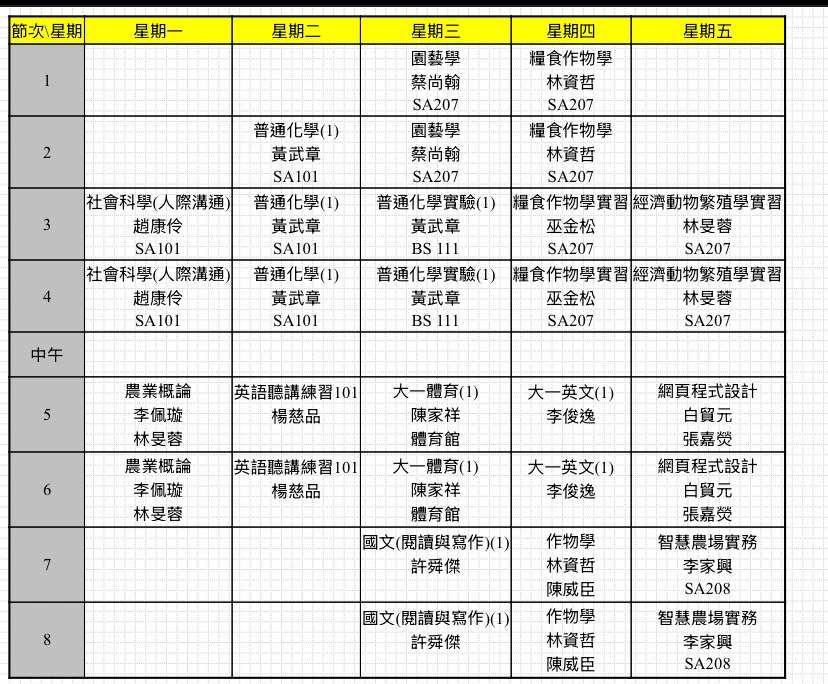 節次\星期 星期一 星期二 星期三 星期四 星期五
1 園藝學 糧食作物學
蔡尚翰 林資哲
SA207 SA207
2 普通化學(1) 園藝學 糧食作物學
黃武章 蔡尚翰 林資哲
SA101 SA207 SA207
3 社會科學(人際溝通) 普通化學(1) 普通化學實驗(1) 糧食作物學實習 經濟動物繁殖學實習
趙康伶 黃武章 黃武章 巫金松 林旻蓉
SA101 SA101 BS 111 SA207 SA207
4 社會科學(人際溝通) 普通化學(1) 普通化學實驗(1) 糧食作物學實習 經濟動物繁殖學實習
趙康伶 黃武章 黃武章 巫金松 林旻蓉
SA101 SA101 BS 111 SA207 SA207
中午
5 農業概論 英語聽講練習101 大一體育(1) 大一英文(1) 網頁程式設計
李佩璇 楊慈品 陳家祥 李俊逸 白賀元
林旻蓉 體育館 張嘉熒
6 農業概論 英語聽講練習101 大一體育(1) 大一英文(1) 網頁程式設計
李佩璇 楊慈品 陳家祥 李俊逸 白賀元
林旻蓉 體育館 張嘉熒
7 國文(閱讀與寫作)(1) 作物學 智慧農場實務
許舜傑 林資哲 李家興
陳威臣 SA208
8 國文(閱讀與寫作)(1) 作物學 智慧農場實務
許舜傑 林資哲 李家興
陳威臣 SA208